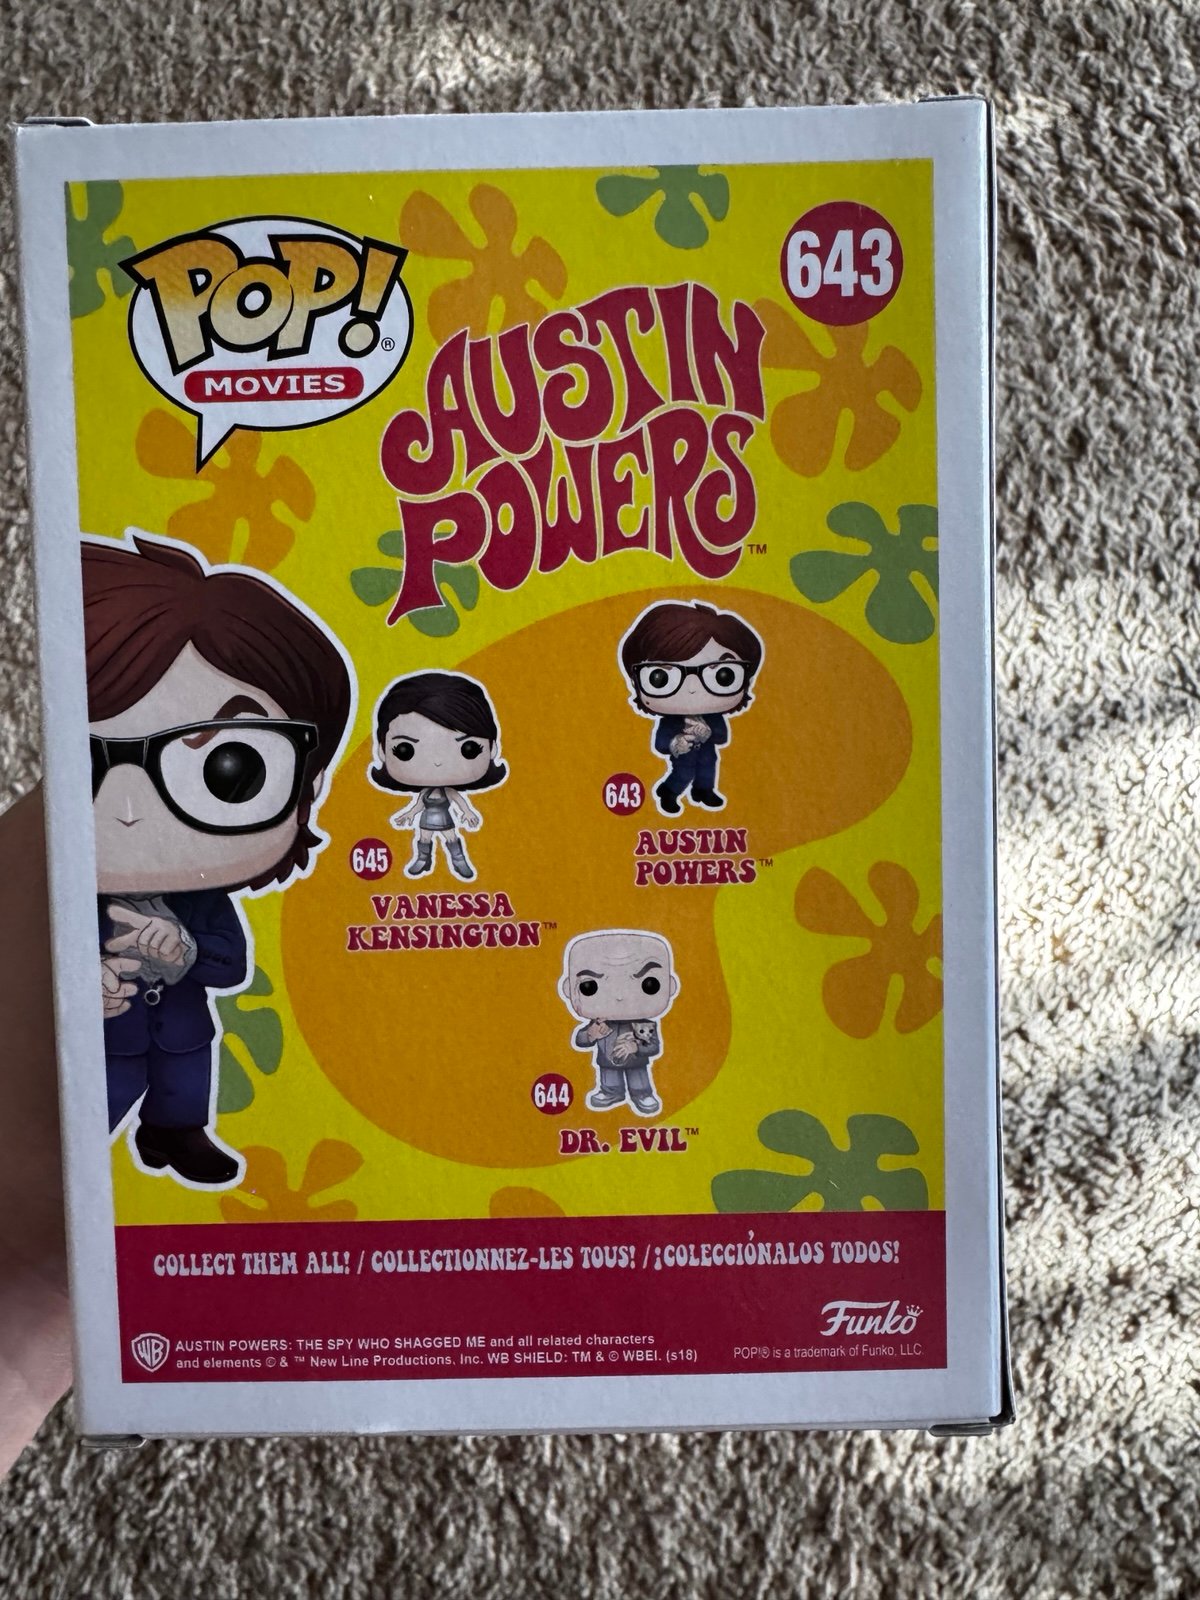 POP!®
MOVIES
643
AUSTIN
POWERS™
643
AUSTIN
POWERS™
645
VANESSA
KENSINGTON™
644
DR. EVIL™
COLLECT THEM ALL! / COLLECTIONNEZ-LES TOUS! / ¡COLECCIÓNALOS TODOS!
Funko
WB
AUSTIN POWERS: THE SPY WHO SHAGGED ME and all related characters
and elements © & ™ New Line Productions, Inc. WB SHIELD: TM & © WBEI. (s18)
POP!® is a trademark of Funko, LLC.